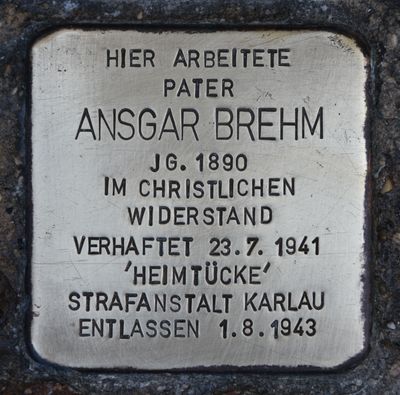 HIER ARBEITETE
PATER
ANSGAR BREHM
JG. 1890
IM CHRISTLICHEN
WIDERSTAND
VERHAFTET 23.7. 1941
'HEIMTÜCKE'
STRAFANSTALT KARLAU
ENTLASSEN 1.8.1943